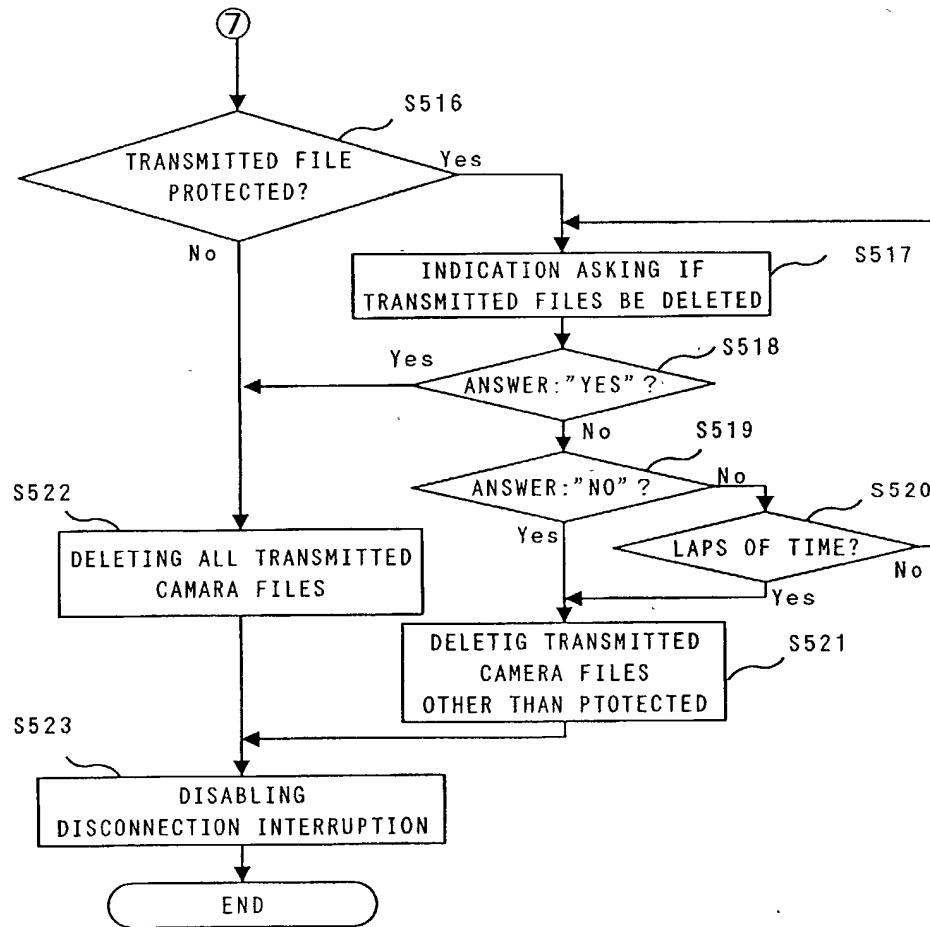 ⑦
S516
TRANSMITTED FILE
PROTECTED?
Yes
No
S517
INDICATION ASKING IF
TRANSMITTED FILES BE DELETED
S518
Yes
ANSWER:"YES"?
No
S519
ANSWER:"NO"?
No
Yes
S520
LAPS OF TIME?
No
Yes
S522
DELETING ALL TRANSMITTED
CAMARA FILES
S521
DELETIG TRANSMITTED
CAMERA FILES
OTHER THAN PTOTECTED
S523
DISABLING
DISCONNECTION INTERRUPTION
END